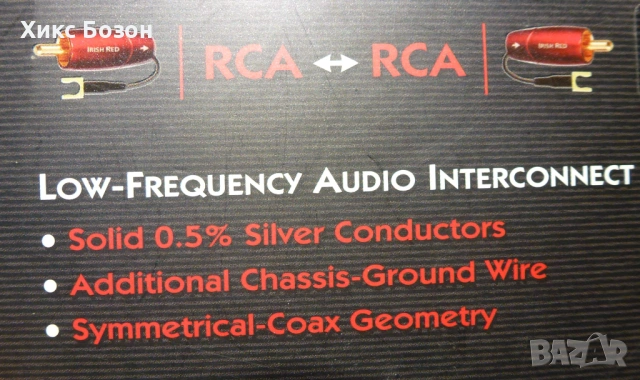 Хикс Бозон
IRISH RED
RCA ↔ RCA
IRISH RED
LOW-FREQUENCY AUDIO INTERCONNECT
• Solid 0.5% Silver Conductors
• Additional Chassis-Ground Wire
• Symmetrical-Coax Geometry
BAZAR